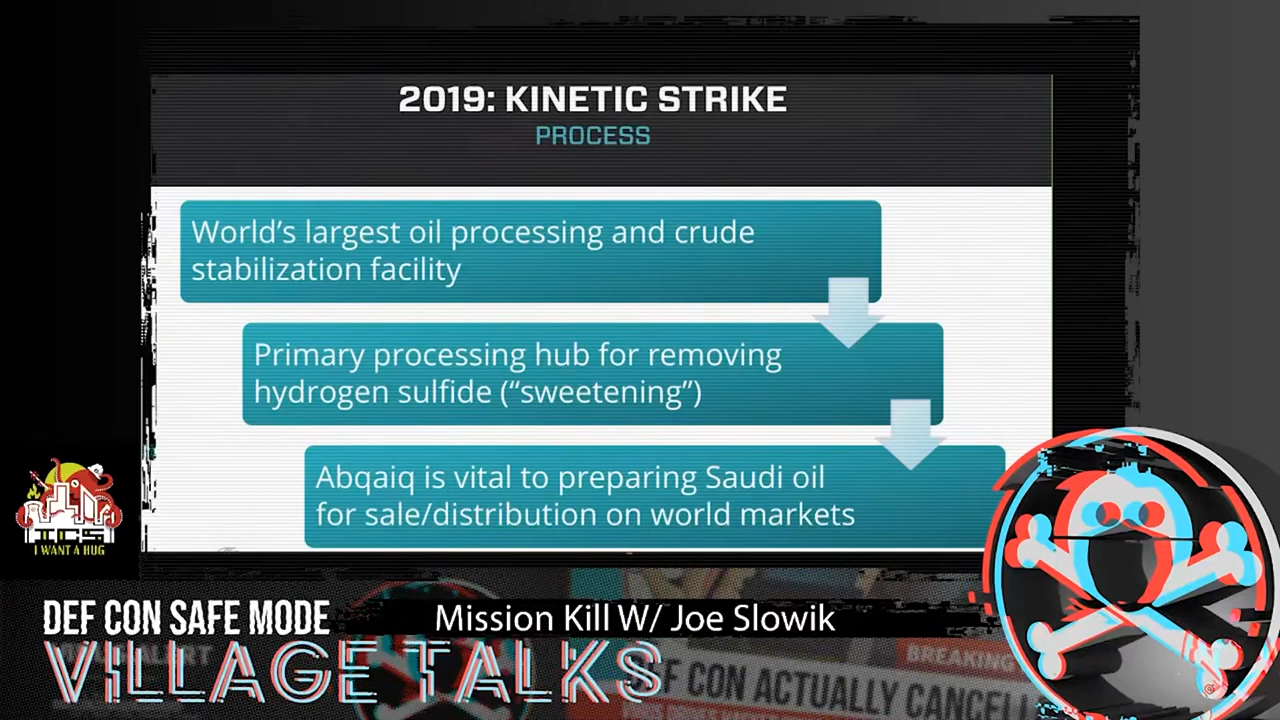 2019: KINETIC STRIKE
PROCESS
World’s largest oil processing and crude
stabilization facility
Primary processing hub for removing
hydrogen sulfide (“sweetening”)
Abqaiq is vital to preparing Saudi oil
for sale/distribution on world markets
ICS
I WANT A HUG
DEF CON SAFE MODE
Mission Kill W/ Joe Slowik
VILLAGE TALKS
BREAKING
DEF CON ACTUALLY